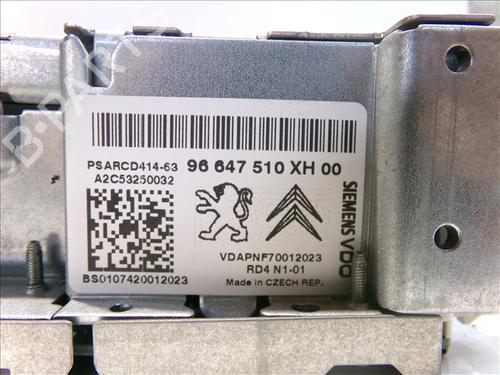 PSARCD414-63 96 647 510 XH 00
A2C53250032
SIEMENS VDO
VDAPNF70012023
RD4 N1-01
BS0107420012023 Made in CZECH REP.
B-PARTS